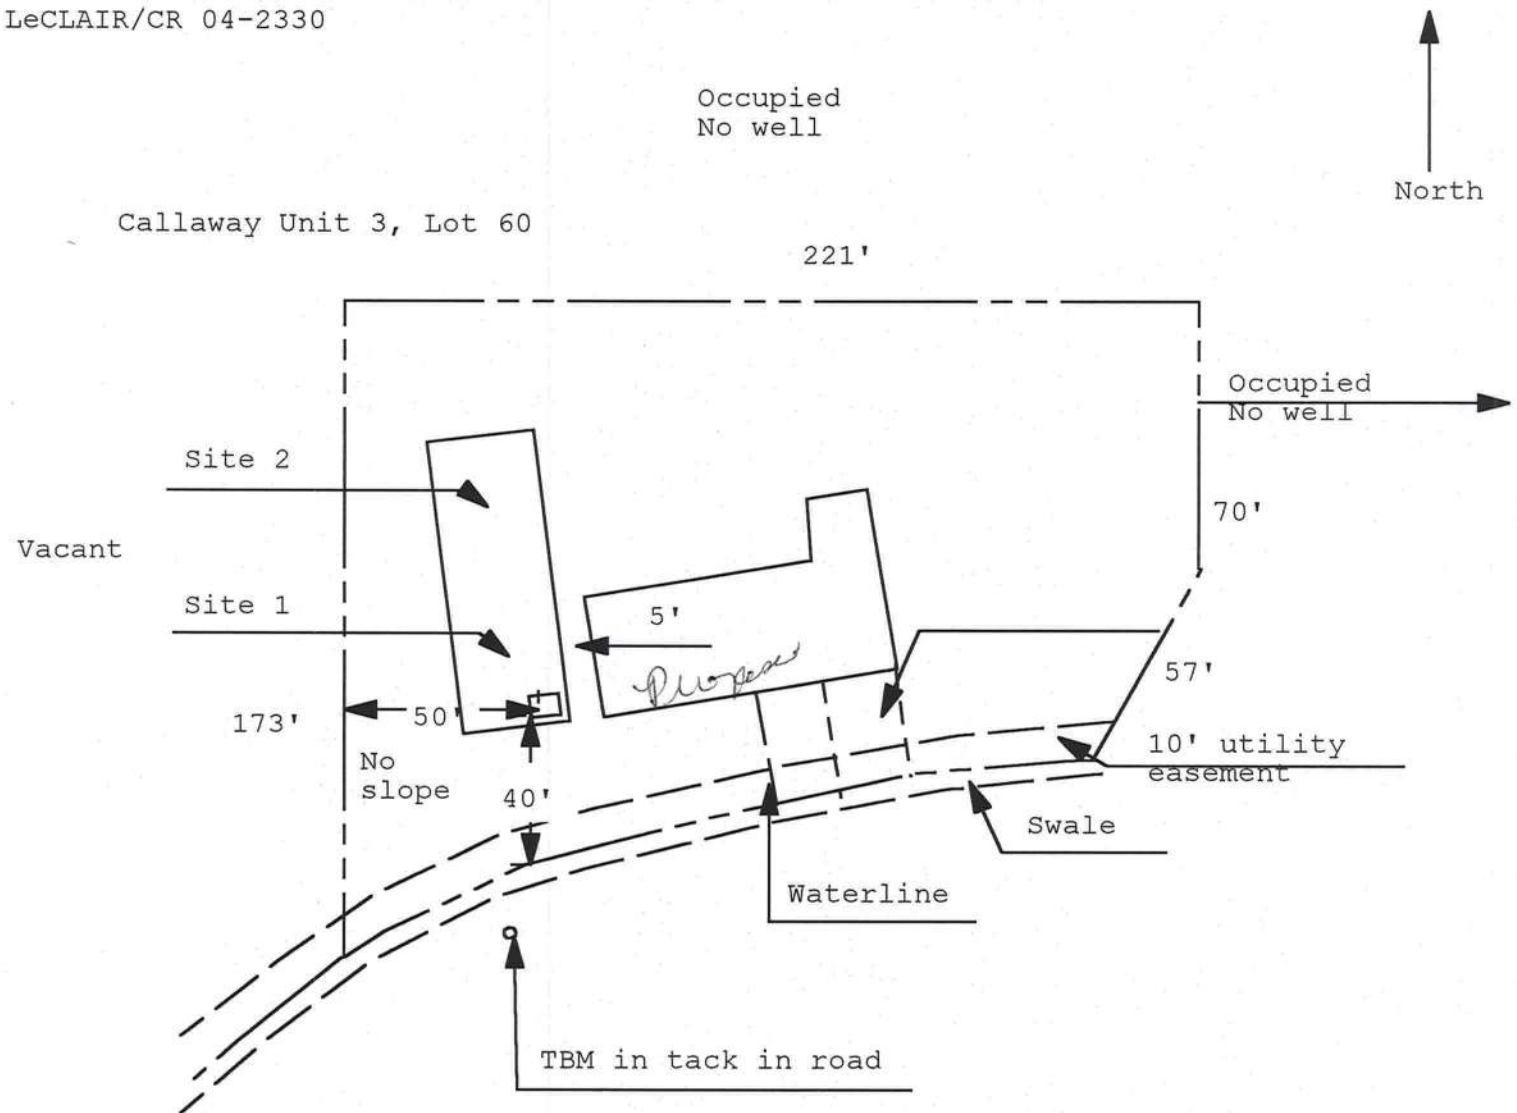 LeCLAIR/CR 04-2330
Occupied
No well
North
Callaway Unit 3, Lot 60
221'
Occupied
No well
Site 2
70'
Vacant
Site 1
5'
57'
50'
173'
No
slope
10' utility
easement
40'
Swale
Waterline
TBM in tack in road